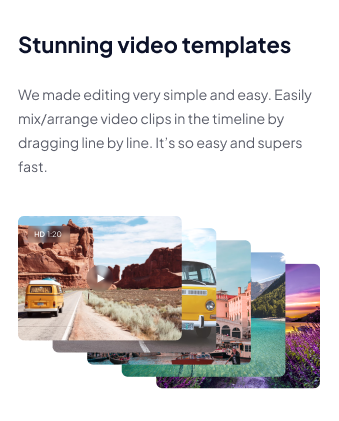 Stunning video templates
We made editing very simple and easy. Easily
mix/arrange video clips in the timeline by
dragging line by line. It's so easy and supers
fast.
HD 1:20